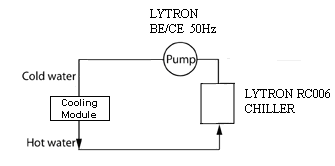 LYTRON
BE/CE 50Hz
Pump
Cold water
Cooling
Module
LYTRON RC006
CHILLER
Hot water